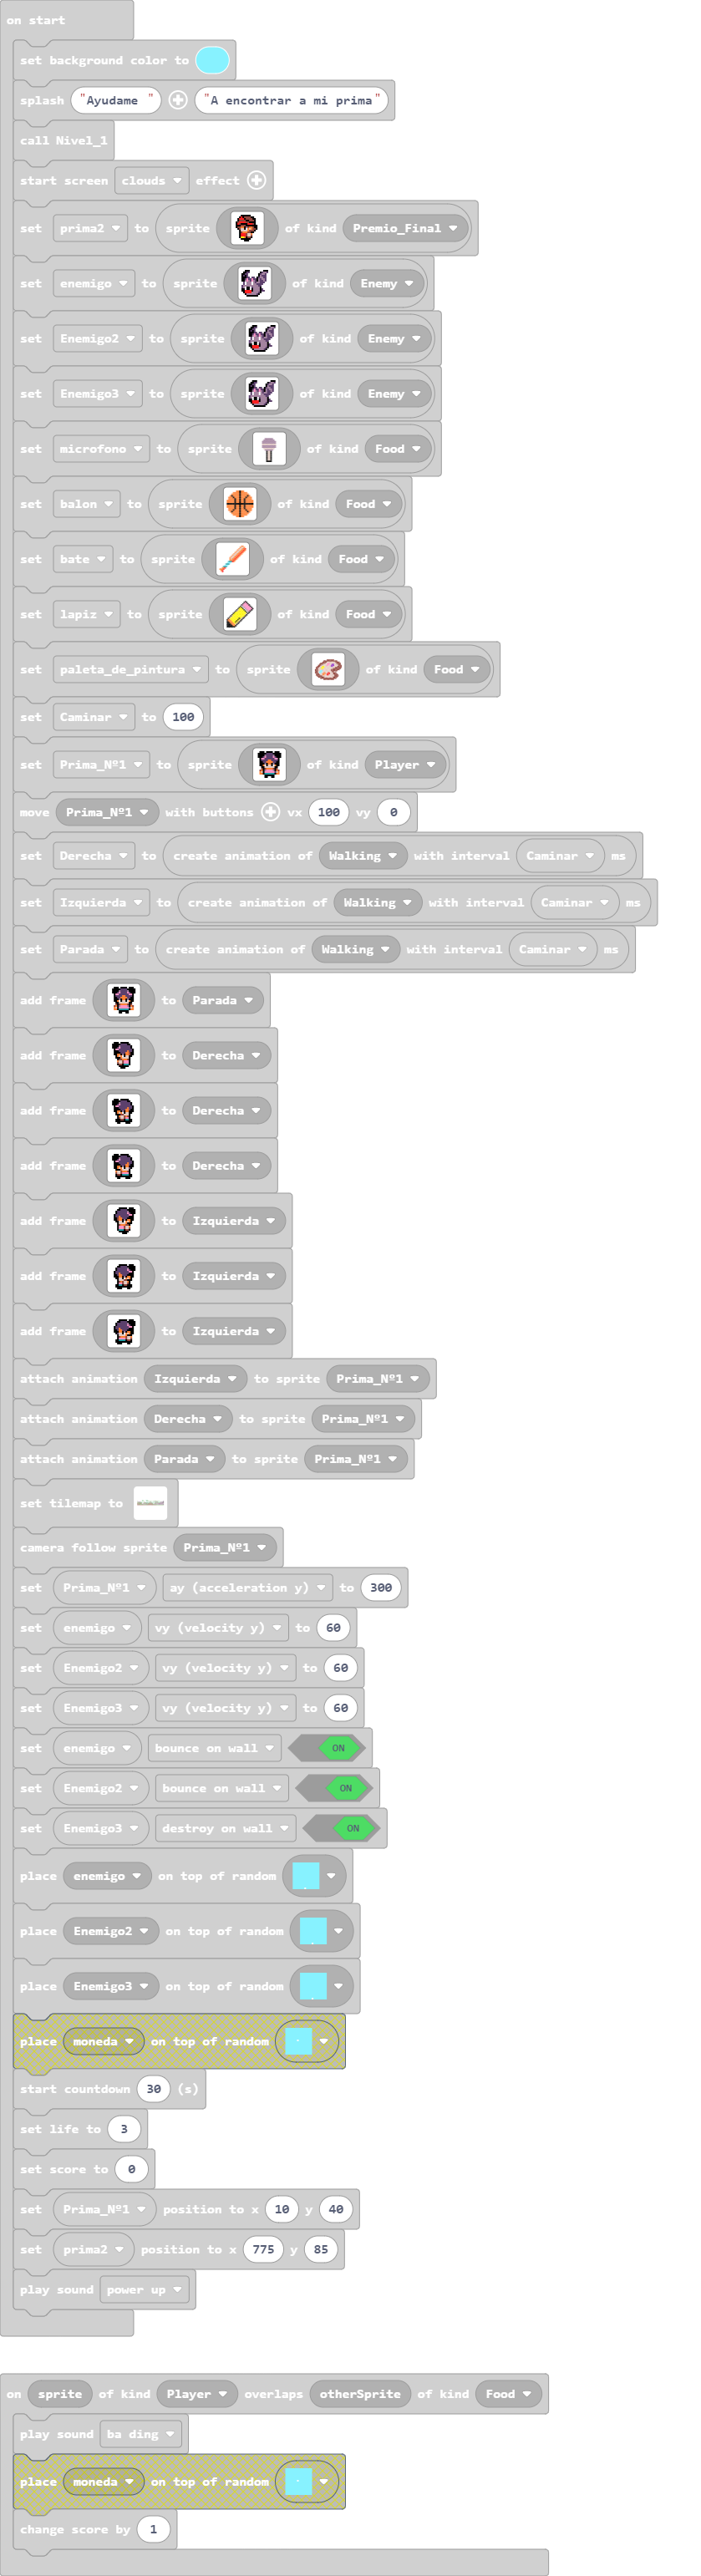 on start
set background color to
splash "Ayudame " "A encontrar a mi prima"
call Nivel_1
start screen clouds effect
set prima2 to sprite of kind Premio_Final
set enemigo to sprite of kind Enemy
set Enemigo2 to sprite of kind Enemy
set Enemigo3 to sprite of kind Enemy
set microfono to sprite of kind Food
set balon to sprite of kind Food
set bate to sprite of kind Food
set lapiz to sprite of kind Food
set paleta_de_pintura to sprite of kind Food
set Caminar to 100
set Prima_Nº1 to sprite of kind Player
move Prima_Nº1 with buttons vx 100 vy 0
set Derecha to create animation of Walking with interval Caminar ms
set Izquierda to create animation of Walking with interval Caminar ms
set Parada to create animation of Walking with interval Caminar ms
add frame to Parada
add frame to Derecha
add frame to Derecha
add frame to Derecha
add frame to Izquierda
add frame to Izquierda
add frame to Izquierda
attach animation Izquierda to sprite Prima_Nº1
attach animation Derecha to sprite Prima_Nº1
attach animation Parada to sprite Prima_Nº1
set tilemap to
camera follow sprite Prima_Nº1
set Prima_Nº1 ay (acceleration y) to 300
set enemigo vy (velocity y) to 60
set Enemigo2 vy (velocity y) to 60
set Enemigo3 vy (velocity y) to 60
set enemigo bounce on wall ON
set Enemigo2 bounce on wall ON
set Enemigo3 destroy on wall ON
place enemigo on top of random
place Enemigo2 on top of random
place Enemigo3 on top of random
place moneda on top of random
start countdown 30 (s)
set life to 3
set score to 0
set Prima_Nº1 position to x 10 y 40
set prima2 position to x 775 y 85
play sound power up
on sprite of kind Player overlaps otherSprite of kind Food
play sound ba ding
place moneda on top of random
change score by 1